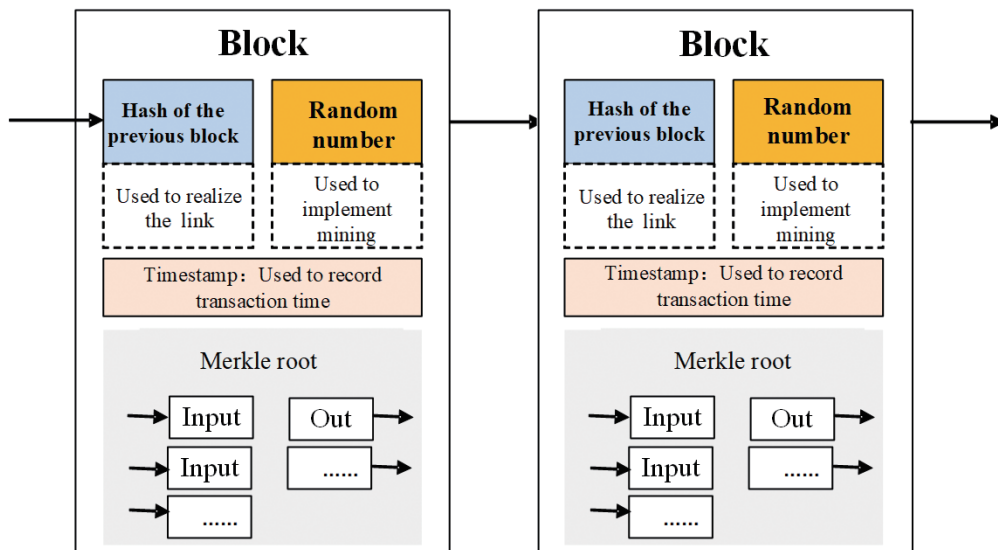 Block
Hash of the
previous block
Random
number
Used to realize
the link
Used to
implement
mining
Timestamp：Used to record
transaction time
Merkle root
Input
Out
Input
......
......
Block
Hash of the
previous block
Random
number
Used to realize
the link
Used to
implement
mining
Timestamp：Used to record
transaction time
Merkle root
Input
Out
Input
......
......